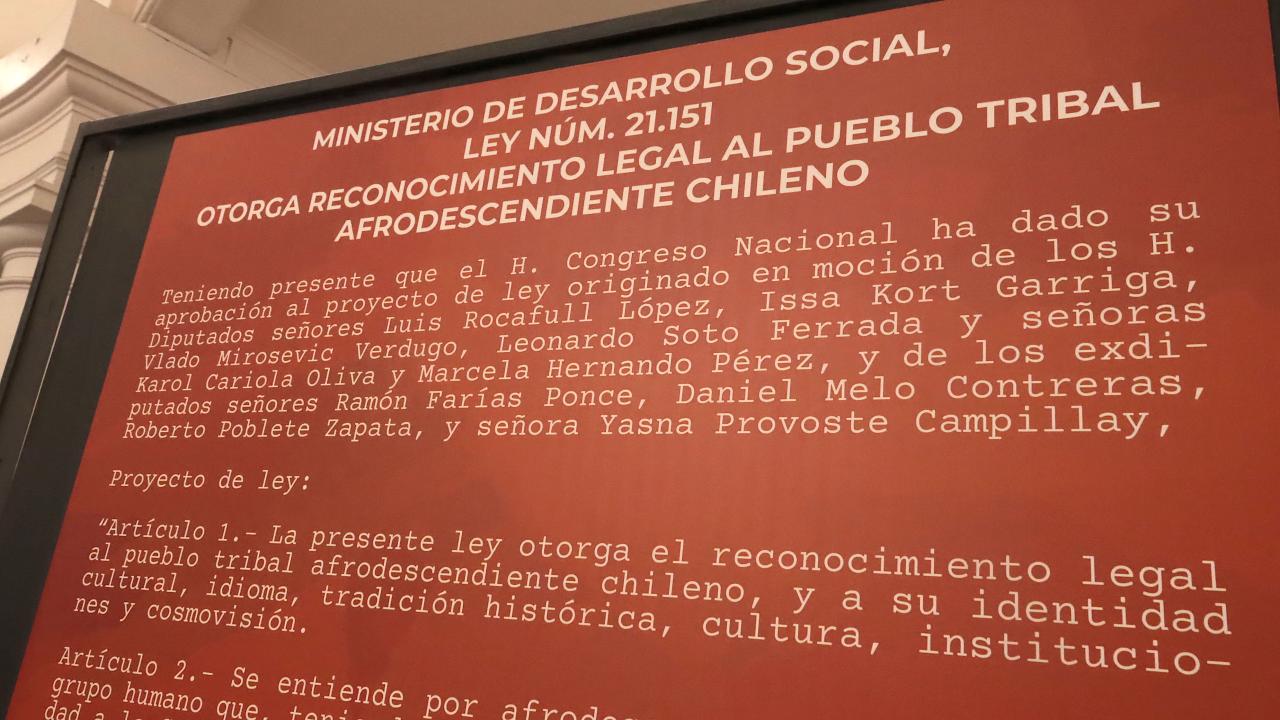 MINISTERIO DE DESARROLLO SOCIAL,
LEY NÚM. 21.151
OTORGA RECONOCIMIENTO LEGAL AL PUEBLO TRIBAL
AFRODESCENDIENTE CHILENO
Teniendo presente que el H. Congreso Nacional ha dado su
aprobación al proyecto de ley originado en moción de los H.
Diputados señores Luis Rocafull López, Issa Kort Garriga,
Vlado Mirosevic Verdugo, Leonardo Soto Ferrada y señoras
Karol Cariola Oliva y Marcela Hernando Pérez, y de los exdi-
putados señores Ramón Farías Ponce, Daniel Melo Contreras,
Roberto Poblete Zapata, y señora Yasna Provoste Campillay,
Proyecto de ley:
“Artículo 1.- La presente ley otorga el reconocimiento legal
al pueblo tribal afrodescendiente chileno, y a su identidad
cultural, idioma, tradición histórica, cultura, institucio-
nes y cosmovisión.
Artículo 2.- Se entiende por
grupo humano que,
dad a